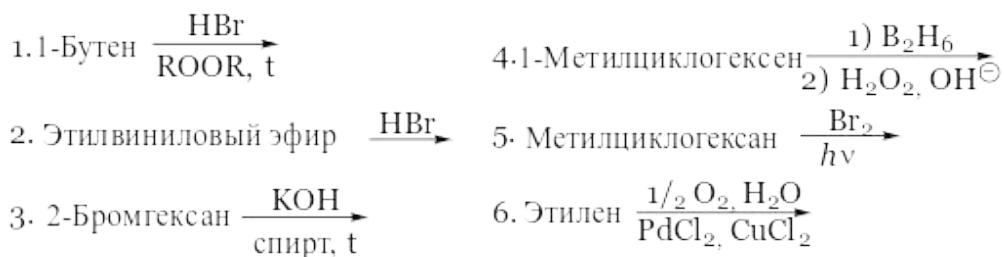 1. 1-Бутен HBr ROOR, t
2. Этилвиниловый эфир HBr
3. 2-Бромгексан KOH спирт, t
4. 1-Метилциклогексен 1) B₂H₆ 2) H₂O₂, OH⊖
5. Метилциклогексан Br₂ hν
6. Этилен 1/₂ O₂, H₂O PdCl₂, CuCl₂